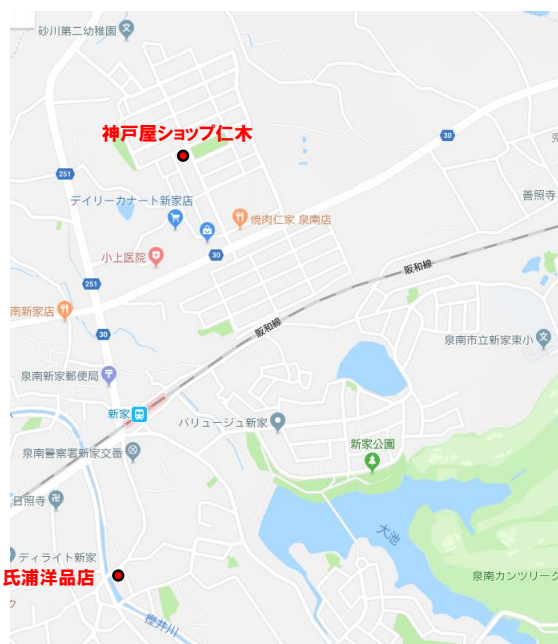 砂川第二幼稚園
神戸屋ショップ仁木
30
251
デイリーカナート新家店
善照寺
焼肉仁家 泉南店
小上医院
30
阪和線
251
南新家店
阪和線
30
泉南市立新家東小
泉南新家郵便局
新家
バリュージュ新家
新家公園
泉南警察署新家交番
日照寺
大池
ディライト新家
氏浦洋品店
泉南カンツリーク
ク
樫井川